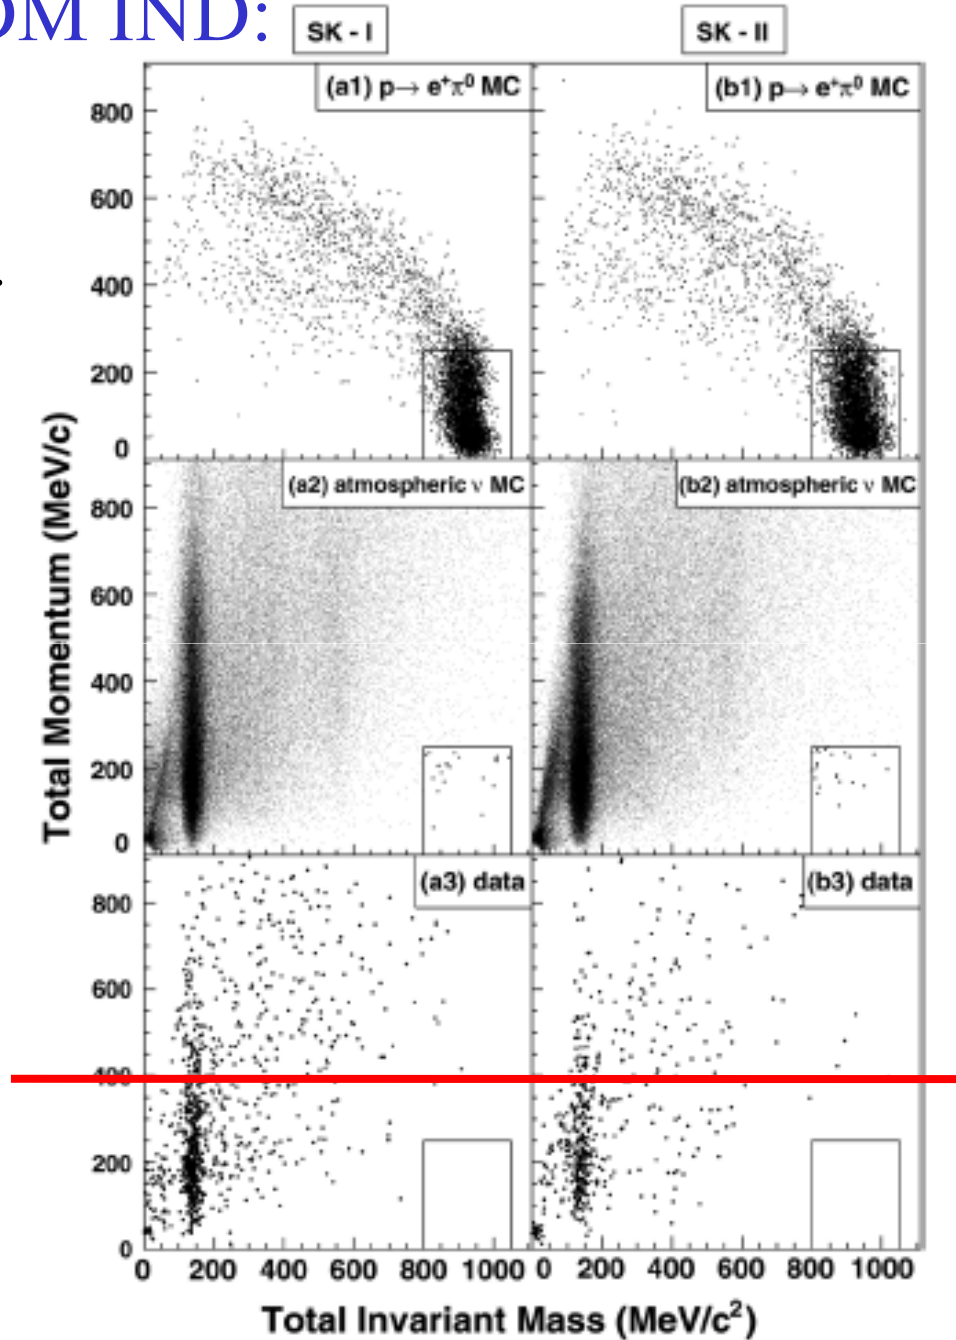 OM IND:
SK - I
SK - II
(a1) p→ e⁺π⁰ MC
(b1) p→ e⁺π⁰ MC
800
600
400
200
0
(a2) atmospheric ν MC
(b2) atmospheric ν MC
800
600
400
200
0
(a3) data
(b3) data
800
600
400
200
0
Total Momentum (MeV/c)
0 200 400 600 800 1000 0 200 400 600 800 1000
Total Invariant Mass (MeV/c²)